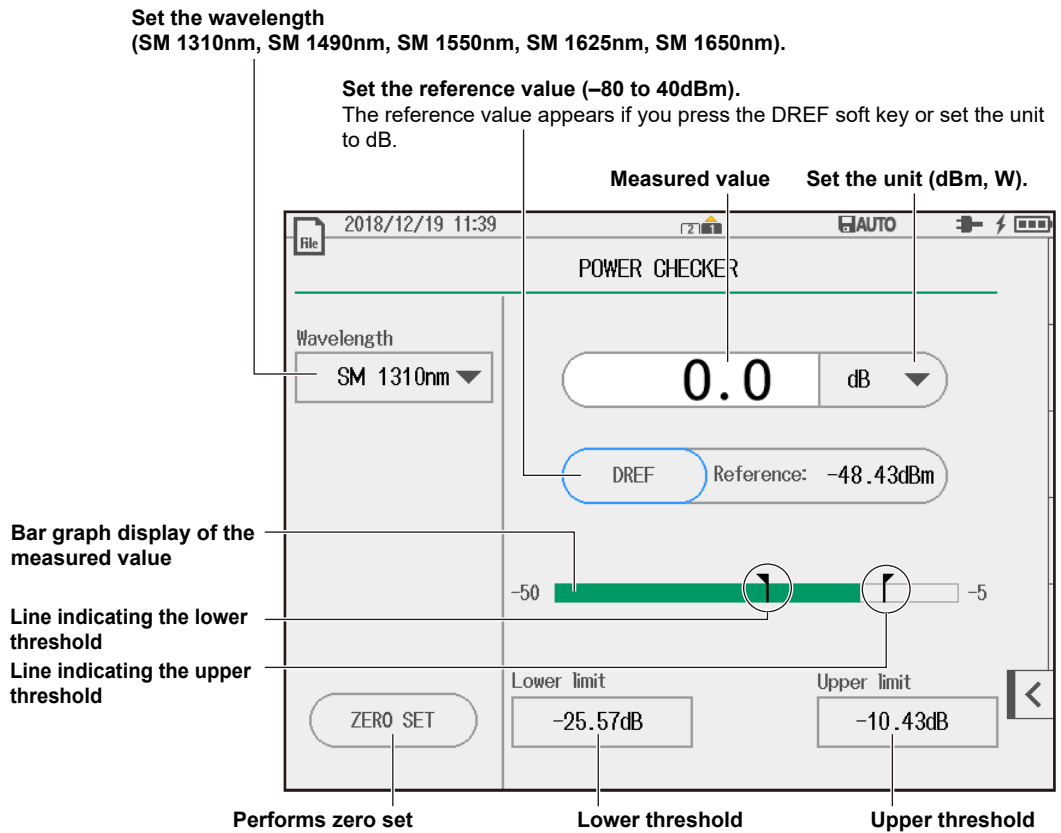 Set the wavelength
(SM 1310nm, SM 1490nm, SM 1550nm, SM 1625nm, SM 1650nm).
Set the reference value (–80 to 40dBm).
The reference value appears if you press the DREF soft key or set the unit
to dB.
Measured value
Set the unit (dBm, W).
File
2018/12/19 11:39
2
1
AUTO
POWER CHECKER
Wavelength
SM 1310nm
0.0
dB
DREF
Reference:
-48.43dBm
Bar graph display of the
measured value
-50
-5
Line indicating the lower
threshold
Line indicating the upper
threshold
Lower limit
Upper limit
ZERO SET
-25.57dB
-10.43dB
Performs zero set
Lower threshold
Upper threshold